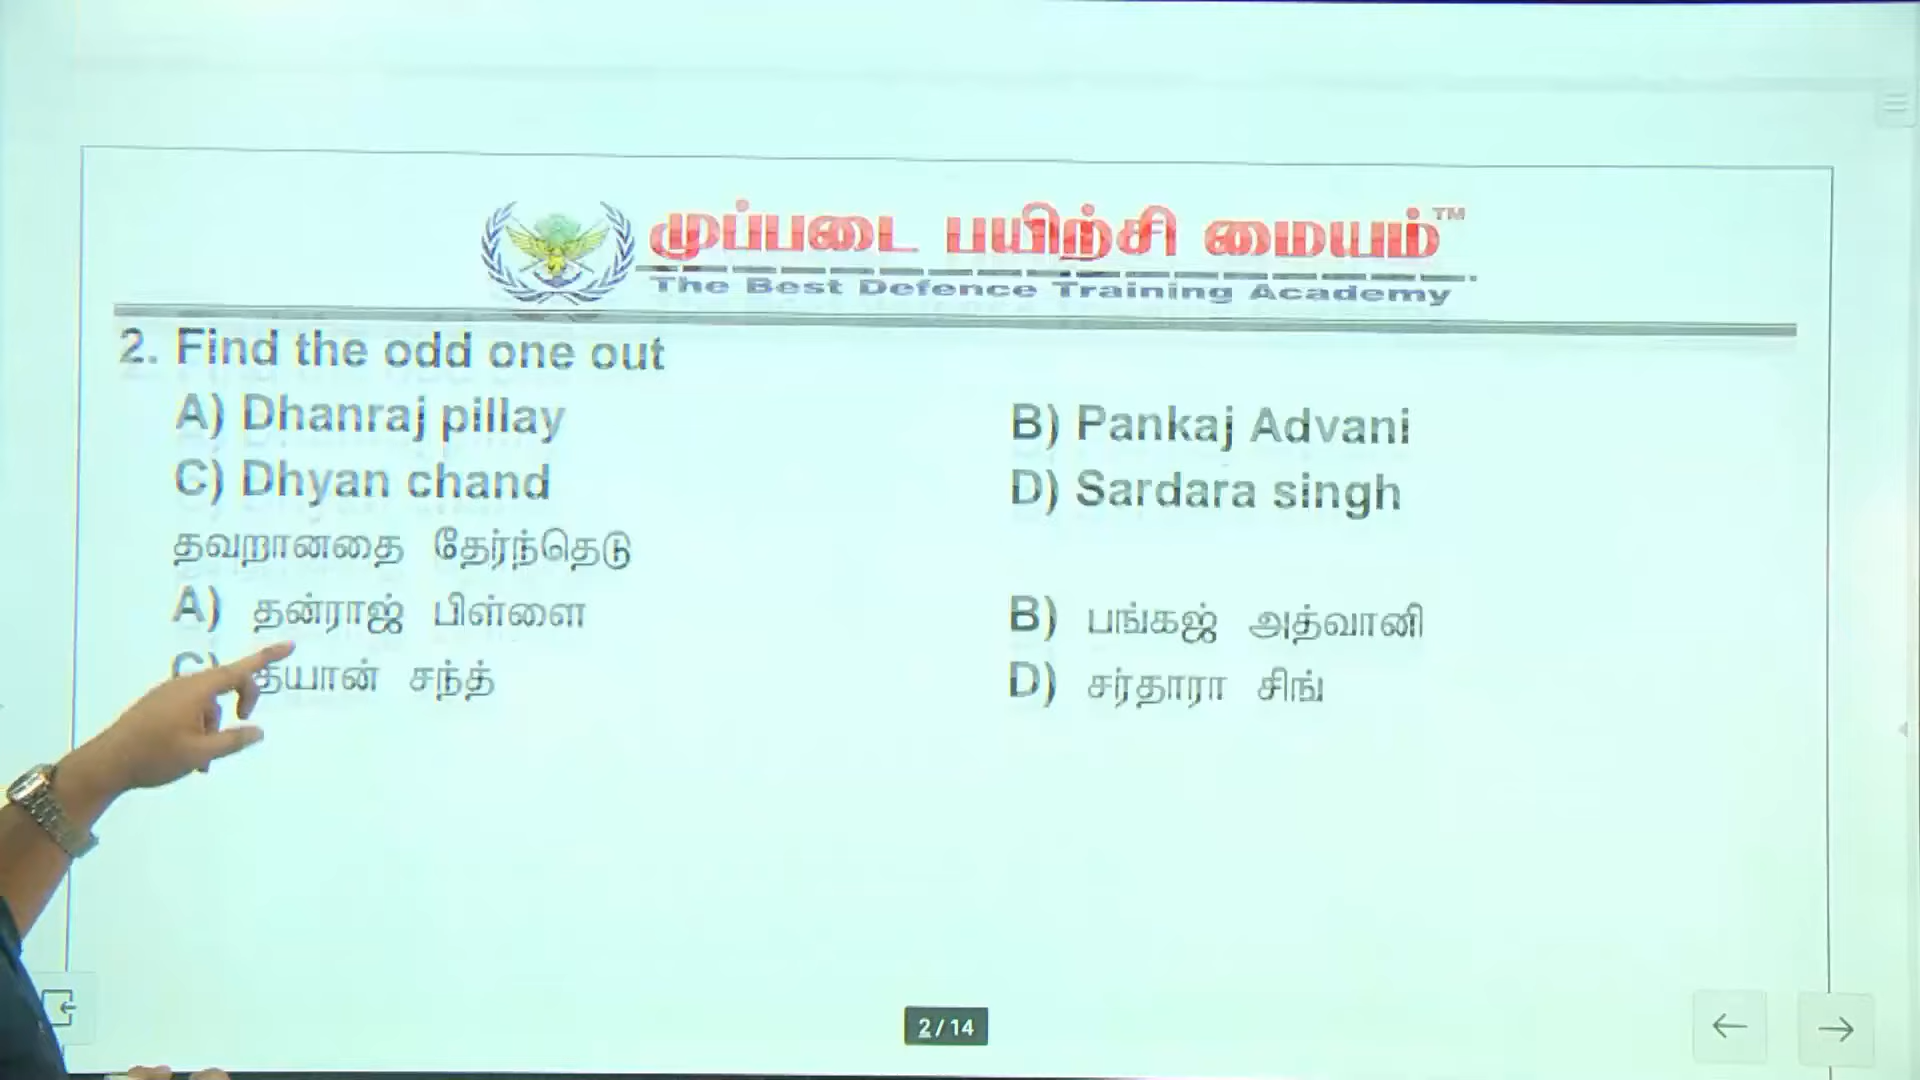 முப்படை பயிற்சி மையம்™
The Best Defence Training Academy
2. Find the odd one out
A) Dhanraj pillay B) Pankaj Advani
C) Dhyan chand D) Sardara singh
தவறானதை தேர்ந்தெடு
A) தன்ராஜ் பிள்ளை B) பங்கஜ் அத்வானி
C) தயான் சந்த் D) சர்தாரா சிங்
2 / 14